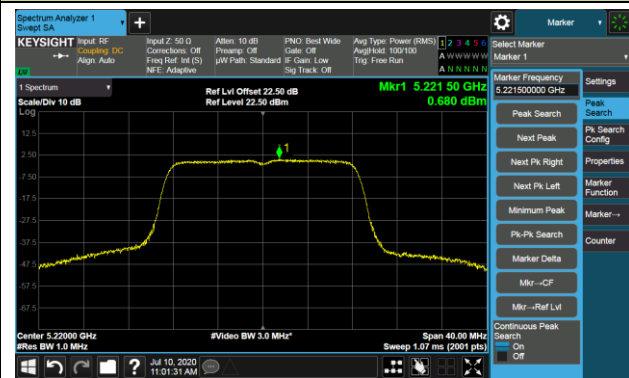 Spectrum Analyzer 1
Swept SA
Marker
KEYSIGHT
Input: RF
Coupling: DC
Align: Auto
Input Z: 50 Ω
Corrections: Off
Freq Ref: Int (S)
NFE: Adaptive
Atten: 10 dB
Preamp: Off
µW Path: Standard
PNO: Best Wide
Gate: Off
IF Gain: Low
Sig Track: Off
Avg Type: Power (RMS)
Avg|Hold: 100/100
Trig: Free Run
1 2 3 4 5 6
A W W W W W
A N N N N N
Select Marker
Marker 1
1 Spectrum
Scale/Div 10 dB
Log
Ref Lvl Offset 22.50 dB
Ref Level 22.50 dBm
Mkr1 5.221 50 GHz
0.680 dBm
1
12.5
2.50
-7.50
-17.5
-27.5
-37.5
-47.5
-57.5
-67.5
Center 5.22000 GHz
#Res BW 1.0 MHz
#Video BW 3.0 MHz*
Span 40.00 MHz
Sweep 1.07 ms (2001 pts)
Marker Frequency
5.221500000 GHz
Peak Search
Next Peak
Next Pk Right
Next Pk Left
Minimum Peak
Pk-Pk Search
Marker Delta
Mkr→CF
Mkr→Ref Lvl
Continuous Peak
Search
On
Off
Settings
Peak
Search
Pk Search
Config
Properties
Marker
Function
Marker→
Counter
Jul 10, 2020
11:01:31 AM